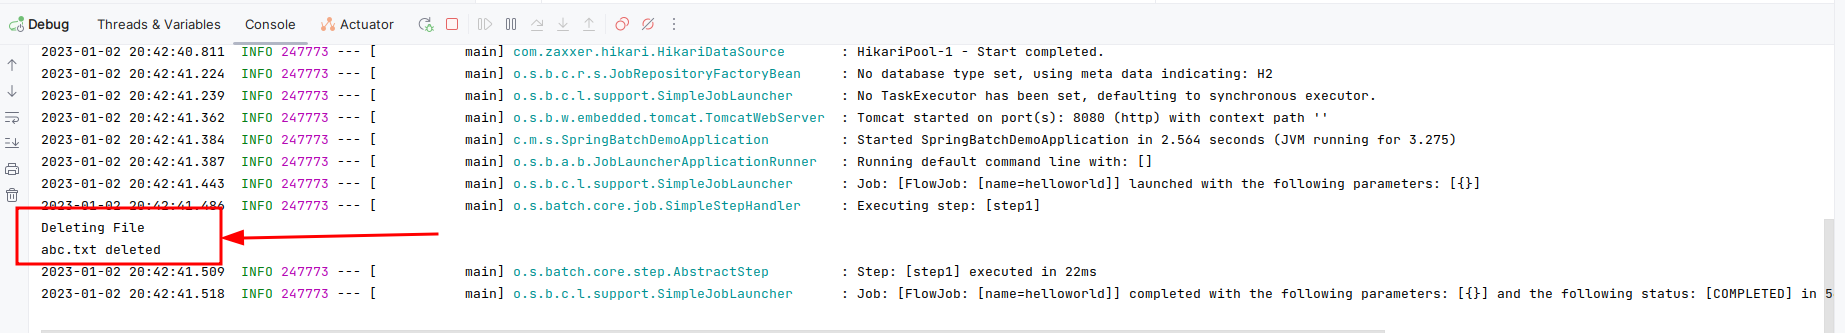 Debug Threads & Variables Console Actuator
2023-01-02 20:42:40.811 INFO 247773 --- [ main] com.zaxxer.hikari.HikariDataSource : HikariPool-1 - Start completed.
2023-01-02 20:42:41.224 INFO 247773 --- [ main] o.s.b.c.r.s.JobRepositoryFactoryBean : No database type set, using meta data indicating: H2
2023-01-02 20:42:41.239 INFO 247773 --- [ main] o.s.b.c.l.support.SimpleJobLauncher : No TaskExecutor has been set, defaulting to synchronous executor.
2023-01-02 20:42:41.362 INFO 247773 --- [ main] o.s.b.w.embedded.tomcat.TomcatWebServer : Tomcat started on port(s): 8080 (http) with context path ''
2023-01-02 20:42:41.384 INFO 247773 --- [ main] c.m.s.SpringBatchDemoApplication : Started SpringBatchDemoApplication in 2.564 seconds (JVM running for 3.275)
2023-01-02 20:42:41.387 INFO 247773 --- [ main] o.s.b.a.b.JobLauncherApplicationRunner : Running default command line with: []
2023-01-02 20:42:41.443 INFO 247773 --- [ main] o.s.b.c.l.support.SimpleJobLauncher : Job: [FlowJob: [name=helloworld]] launched with the following parameters: [{}]
2023-01-02 20:42:41.486 INFO 247773 --- [ main] o.s.batch.core.job.SimpleStepHandler : Executing step: [step1]
Deleting File
abc.txt deleted
2023-01-02 20:42:41.509 INFO 247773 --- [ main] o.s.batch.core.step.AbstractStep : Step: [step1] executed in 22ms
2023-01-02 20:42:41.518 INFO 247773 --- [ main] o.s.b.c.l.support.SimpleJobLauncher : Job: [FlowJob: [name=helloworld]] completed with the following parameters: [{}] and the following status: [COMPLETED] in 5